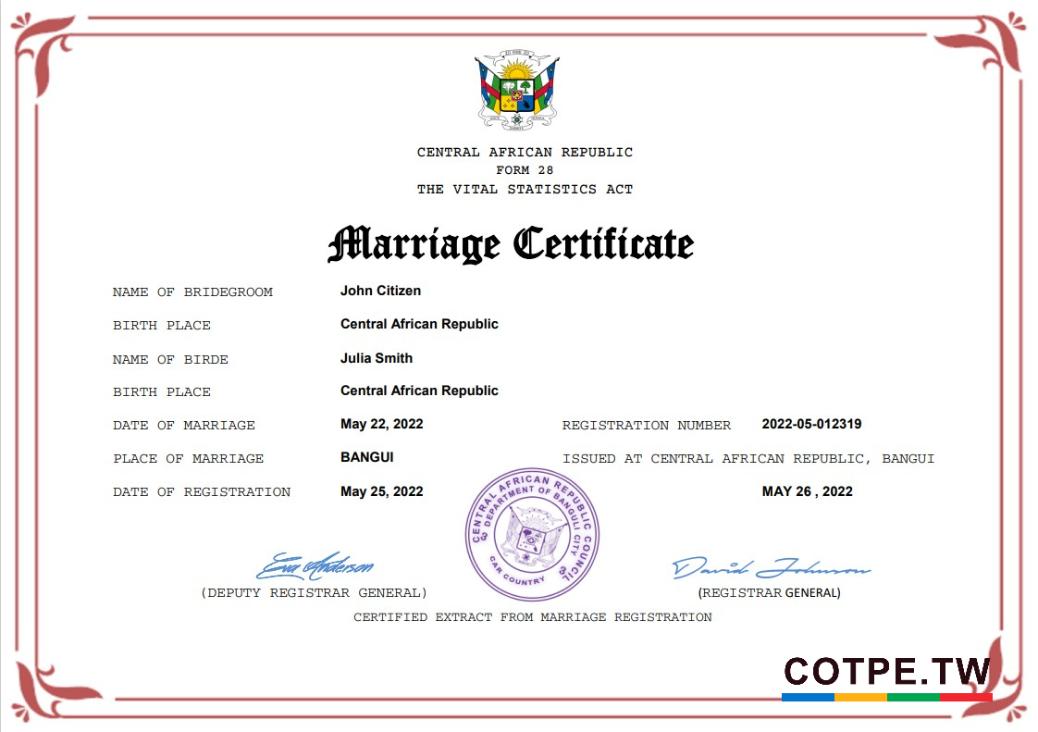 CENTRAL AFRICAN REPUBLIC
FORM 28
THE VITAL STATISTICS ACT
Marriage Certificate
NAME OF BRIDEGROOM John Citizen
BIRTH PLACE Central African Republic
NAME OF BIRDE Julia Smith
BIRTH PLACE Central African Republic
DATE OF MARRIAGE May 22, 2022 REGISTRATION NUMBER 2022-05-012319
PLACE OF MARRIAGE BANGUI ISSUED AT CENTRAL AFRICAN REPUBLIC, BANGUI
DATE OF REGISTRATION May 25, 2022 MAY 26 , 2022
CENTRAL AFRICAN REPUBLIC COUNCIL
DEPARTMENT OF BANGULI CITY
CAR COUNTRY
Eva Anderson David Johnson
(DEPUTY REGISTRAR GENERAL) (REGISTRAR GENERAL)
CERTIFIED EXTRACT FROM MARRIAGE REGISTRATION
COTPE.TW